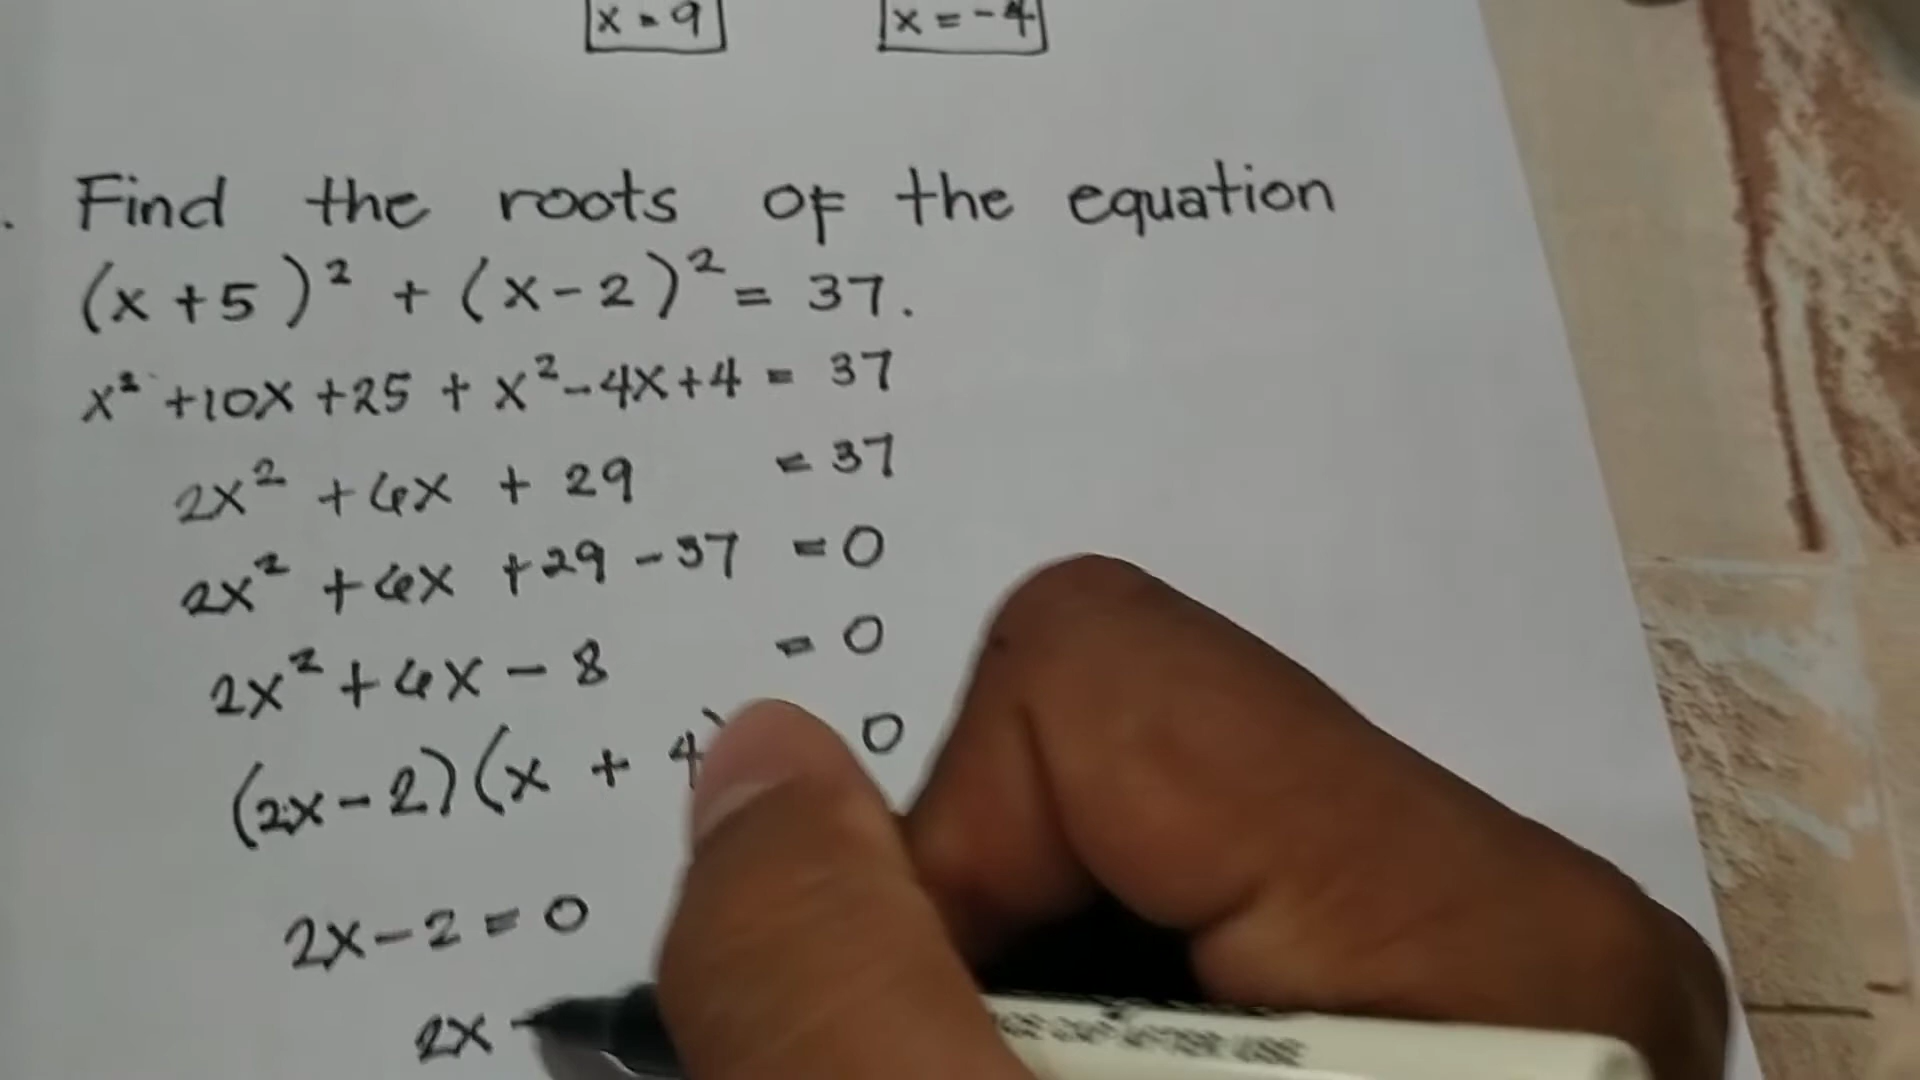 x = 9 x = -4
. Find the roots of the equation
(x + 5)² + (x - 2)² = 37.
x² + 10x + 25 + x² - 4x + 4 = 37
2x² + 6x + 29 = 37
2x² + 6x + 29 - 37 = 0
2x² + 6x - 8 = 0
(2x - 2)(x + 4) 0
2x - 2 = 0
2x